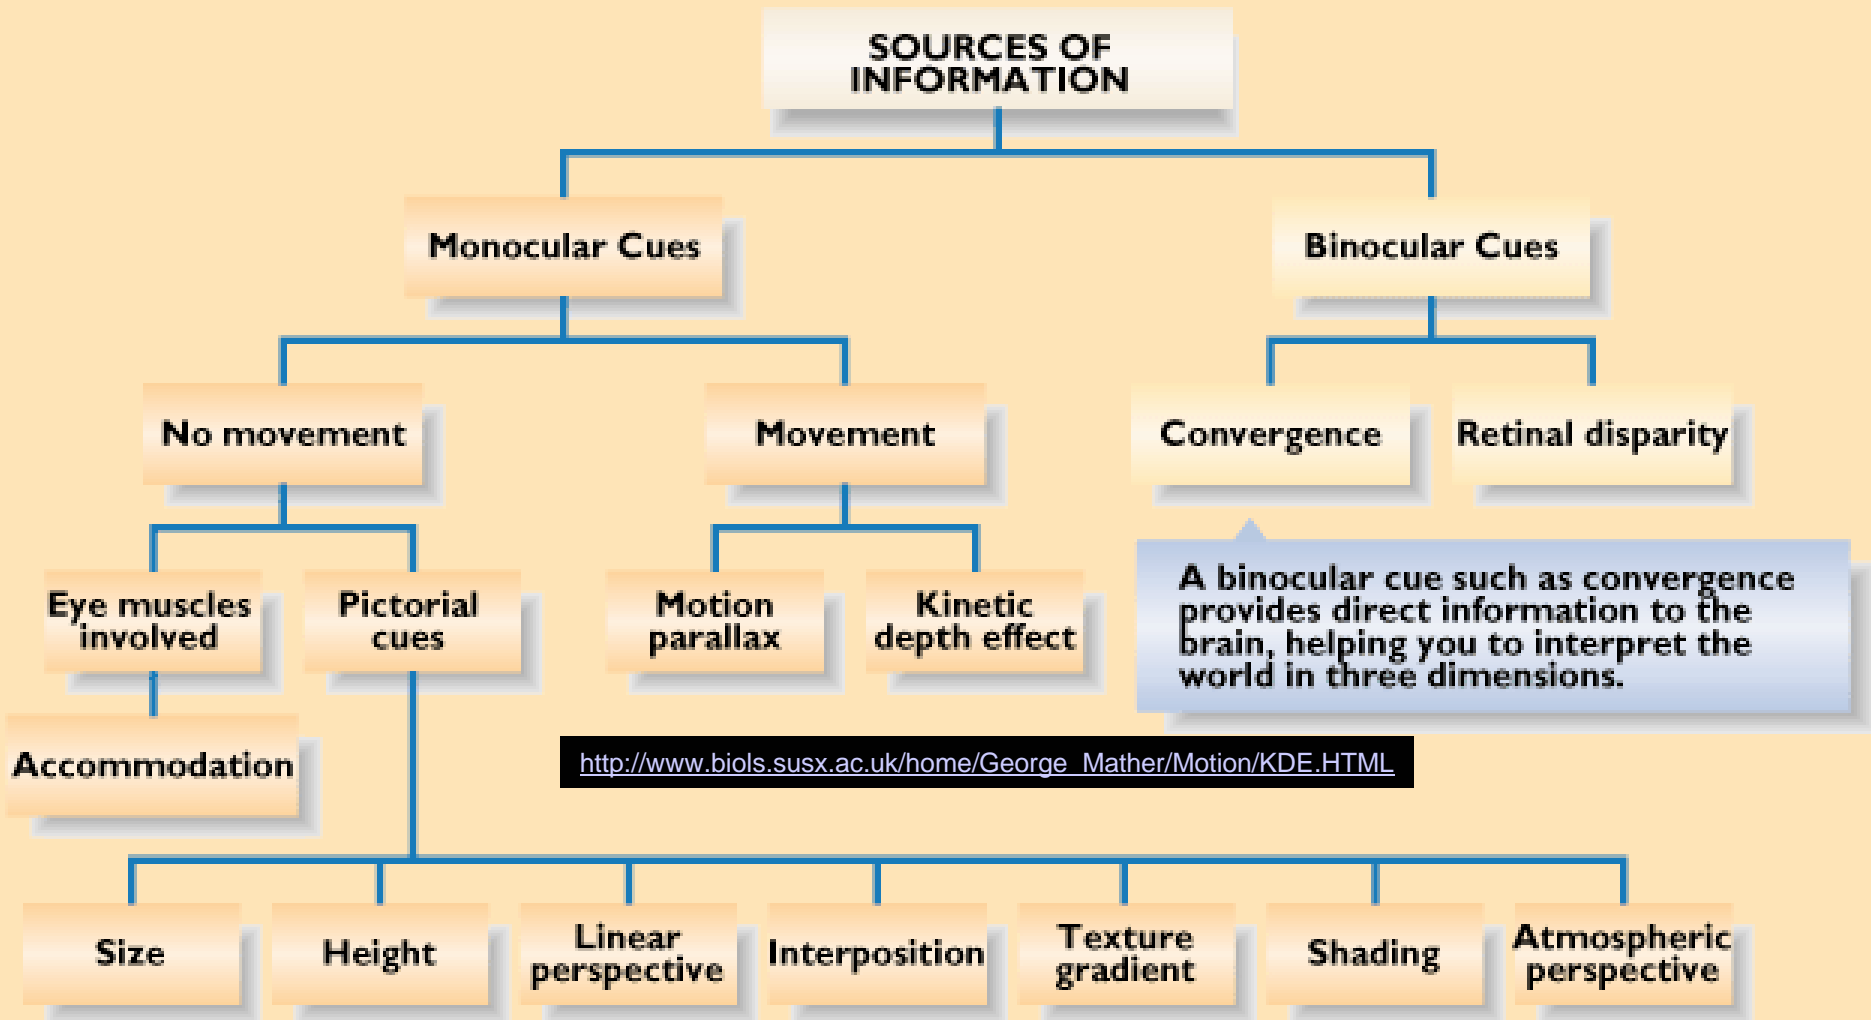 SOURCES OF
INFORMATION
Monocular Cues
Binocular Cues
No movement
Movement
Convergence
Retinal disparity
Eye muscles
involved
Pictorial
cues
Motion
parallax
Kinetic
depth effect
A binocular cue such as convergence
provides direct information to the
brain, helping you to interpret the
world in three dimensions.
Accommodation
http://www.biols.susx.ac.uk/home/George_Mather/Motion/KDE.HTML
Size
Height
Linear
perspective
Interposition
Texture
gradient
Shading
Atmospheric
perspective